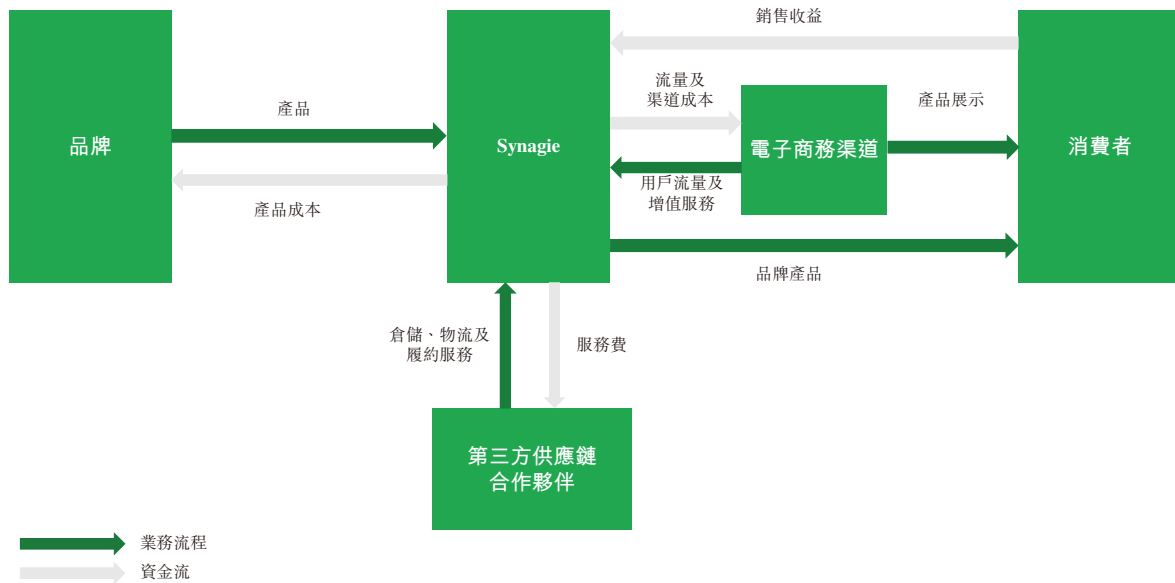 銷售收益
流量及
渠道成本
產品
產品展示
品牌
Synagie
電子商務渠道
消費者
用戶流量及
增值服務
產品成本
品牌產品
倉儲、物流及
履約服務
服務費
第三方供應鏈
合作夥伴
業務流程
資金流